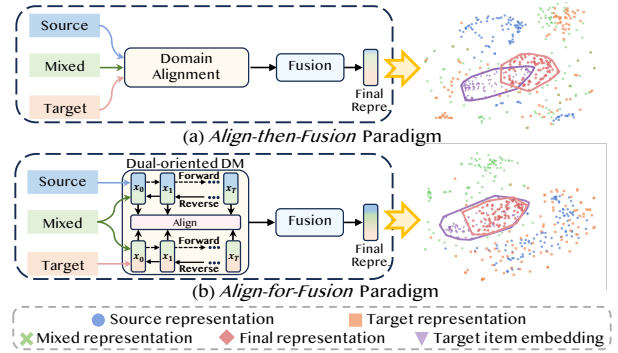 Source
Mixed
Target
Domain
Alignment
Fusion
Final
Repre.
(a) Align-then-Fusion Paradigm
Dual-oriented DM
Source
Mixed
Target
x0 x1 Forward xT
Reverse
Align
x0 x1 Forward xT
Reverse
Fusion
Final
Repre.
(b) Align-for-Fusion Paradigm
Source representation Target representation
Mixed representation Final representation Target item embedding